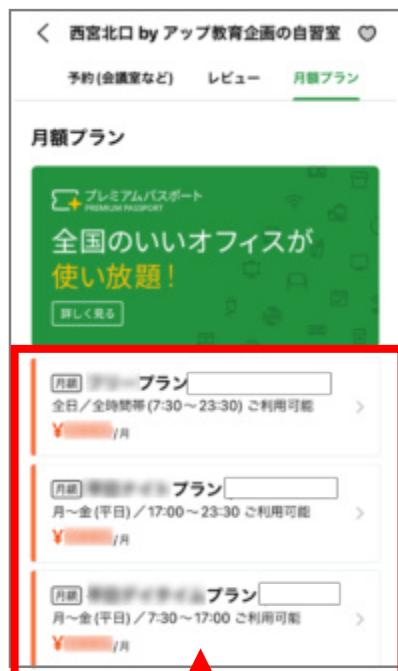 西宮北口 by アップ教育企画の自習室
予約(会議室など) レビュー 月額プラン
月額プラン
プレミアムパスポート
PREMIUM PASSPORT
全国のいいオフィスが
使い放題！
詳しく見る
月額 プラン
全日／全時間帯(7:30～23:30) ご利用可能
¥ /月
月額 プラン
月～金(平日)／17:00～23:30 ご利用可能
¥ /月
月額 プラン
月～金(平日)／7:30～17:00 ご利用可能
¥ /月